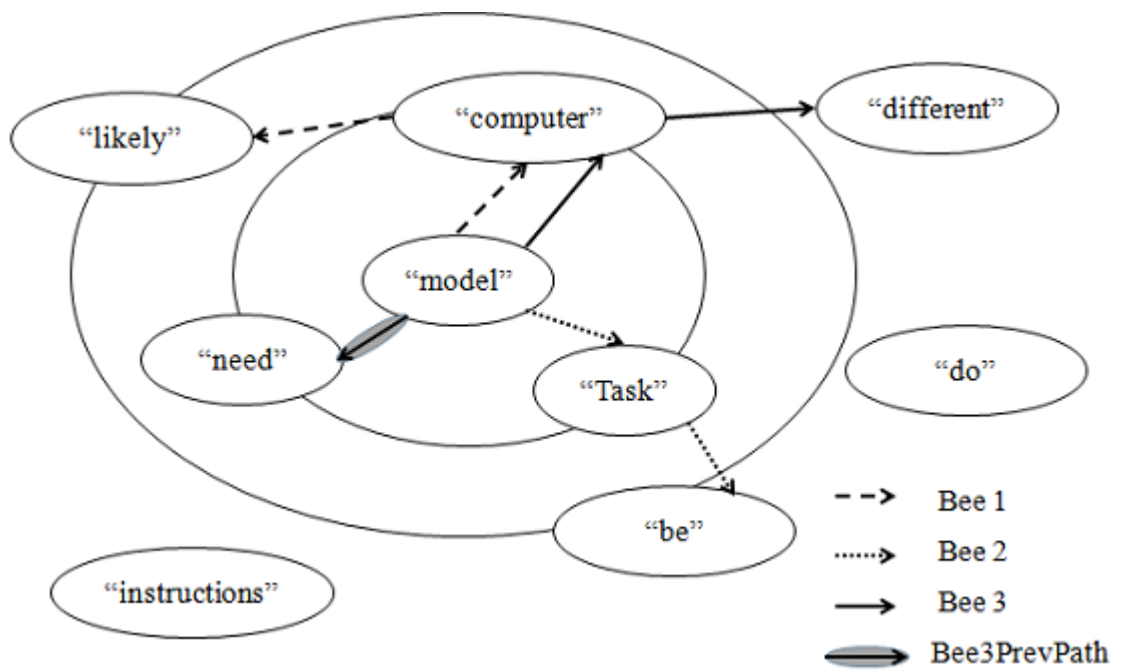 “computer”
“different”
“likely”
“model”
“need”
“do”
“Task”
“be”
“instructions”
Bee 1
Bee 2
Bee 3
Bee3PrevPath